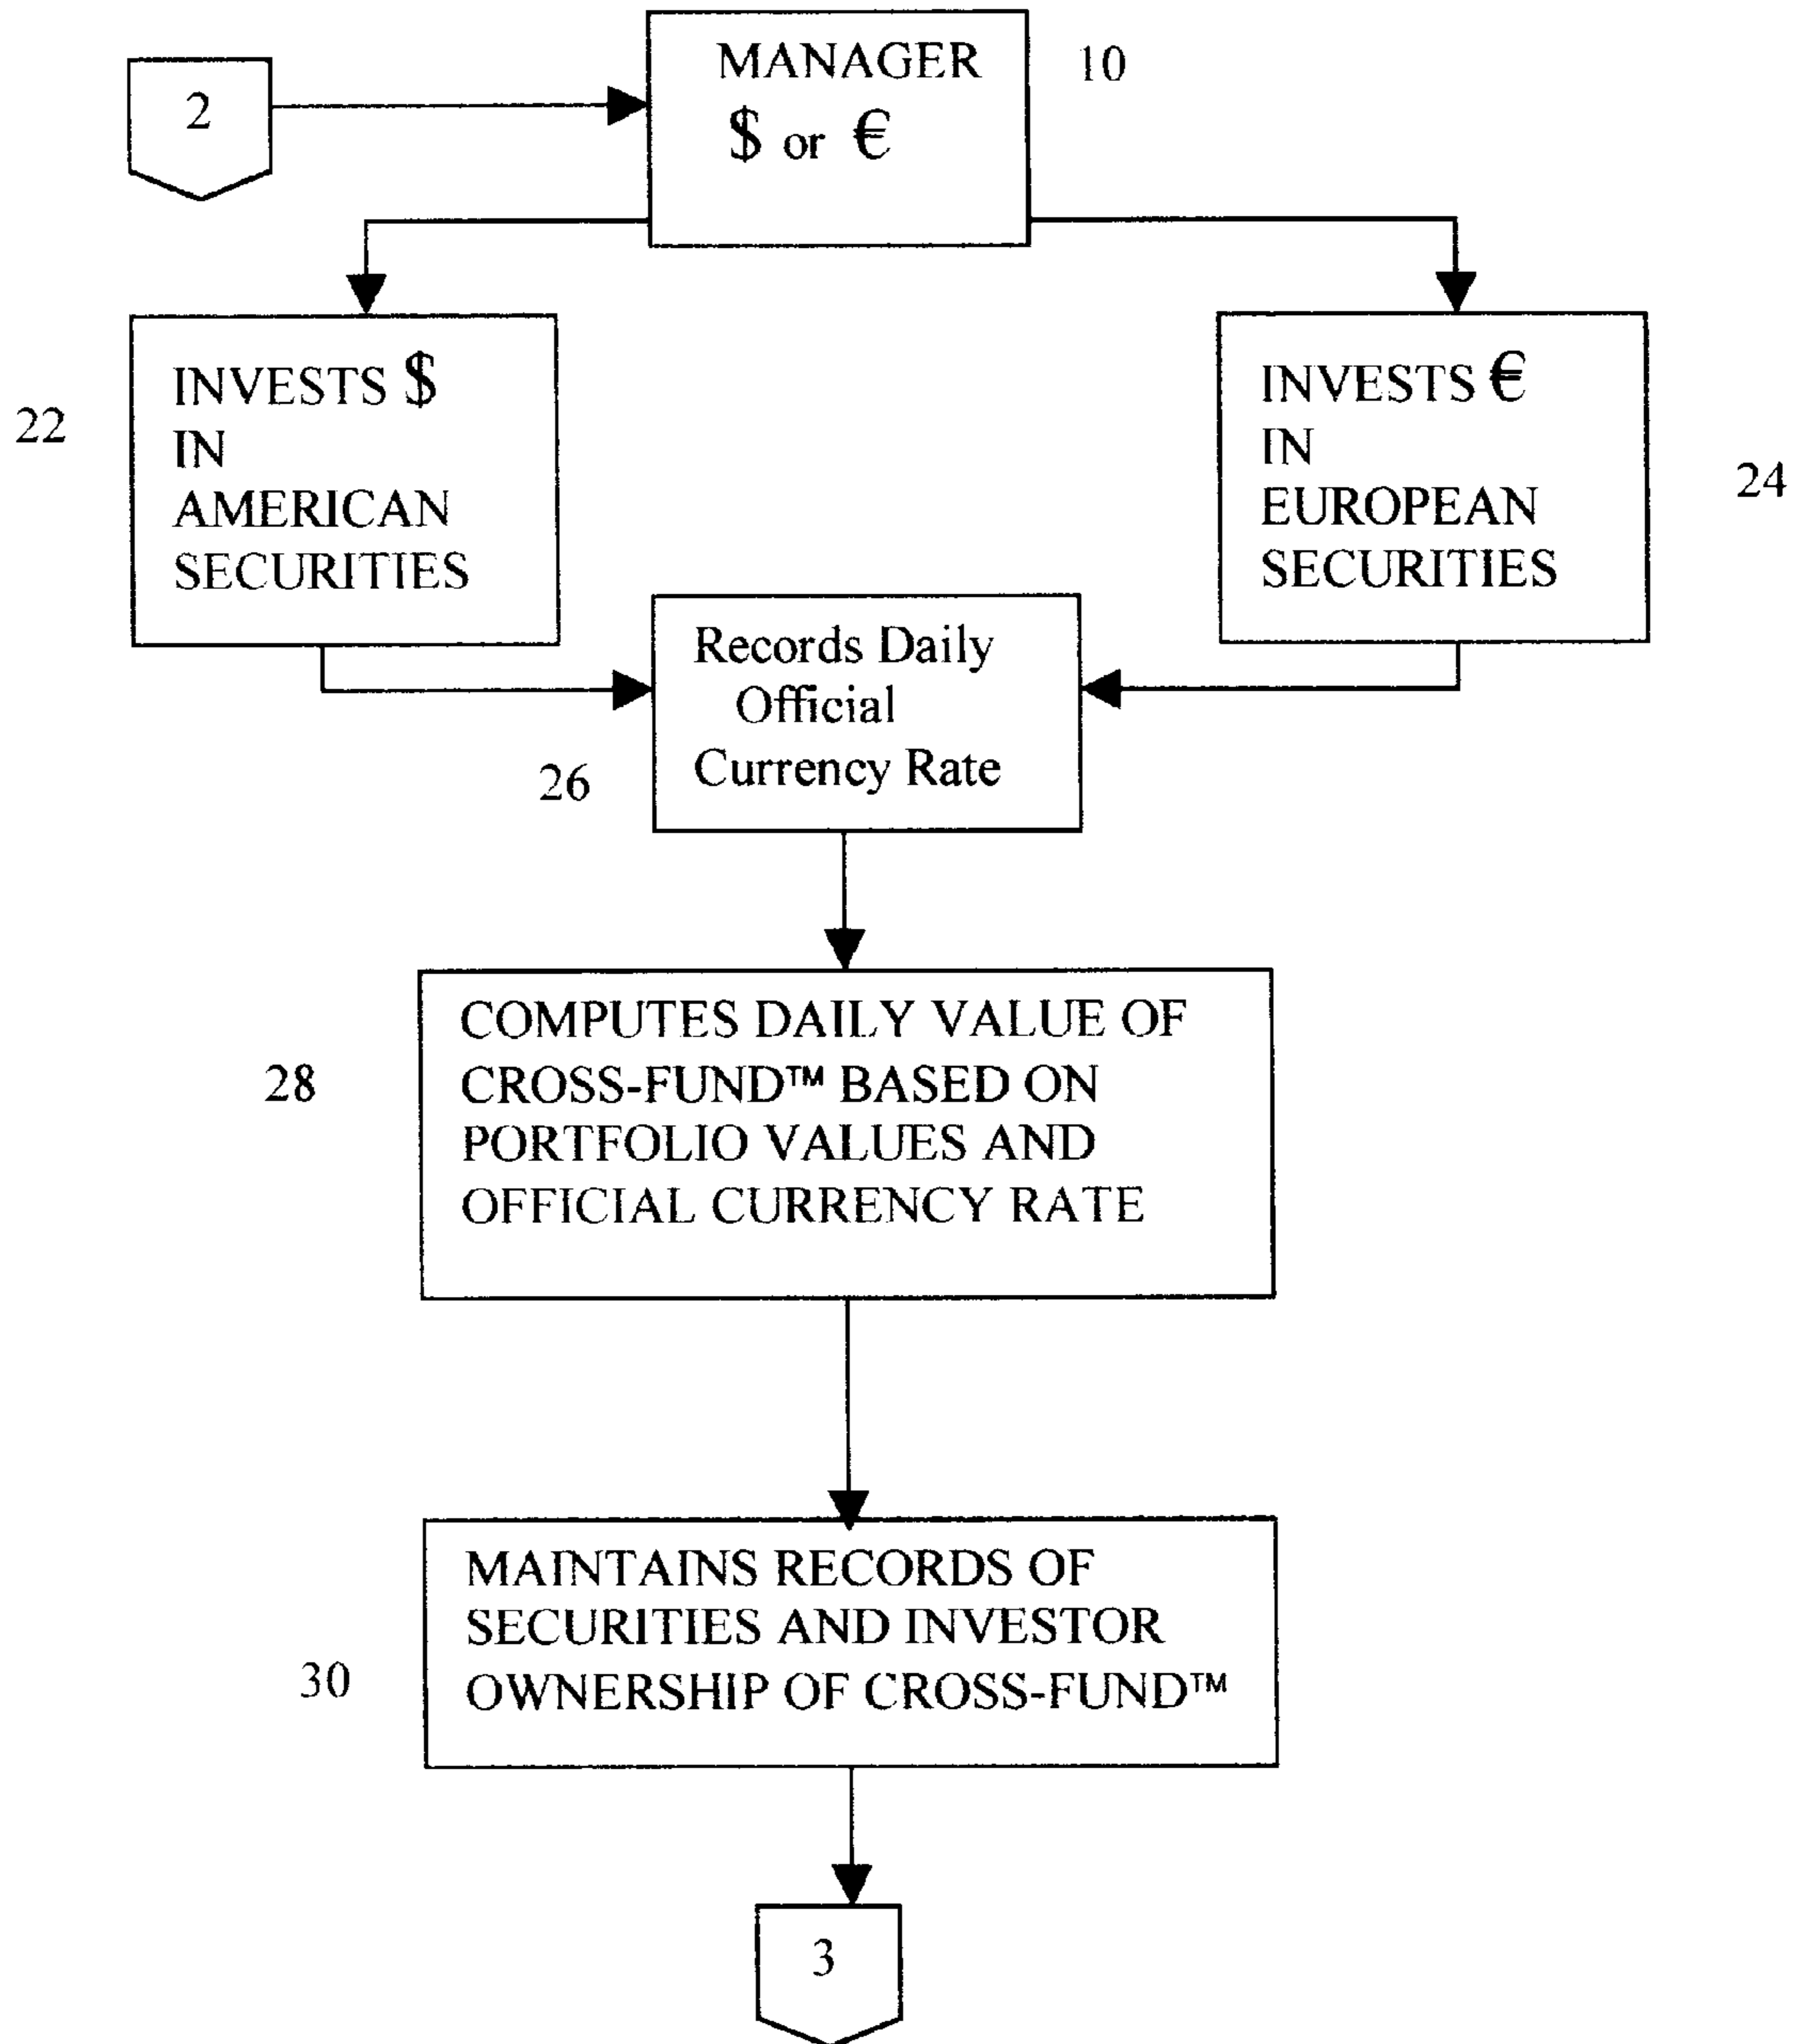 2
MANAGER
$ or €
10
22
INVESTS $
IN
AMERICAN
SECURITIES
INVESTS €
IN
EUROPEAN
SECURITIES
24
Records Daily
Official
Currency Rate
26
28
COMPUTES DAILY VALUE OF
CROSS-FUND™ BASED ON
PORTFOLIO VALUES AND
OFFICIAL CURRENCY RATE
30
MAINTAINS RECORDS OF
SECURITIES AND INVESTOR
OWNERSHIP OF CROSS-FUND™
3